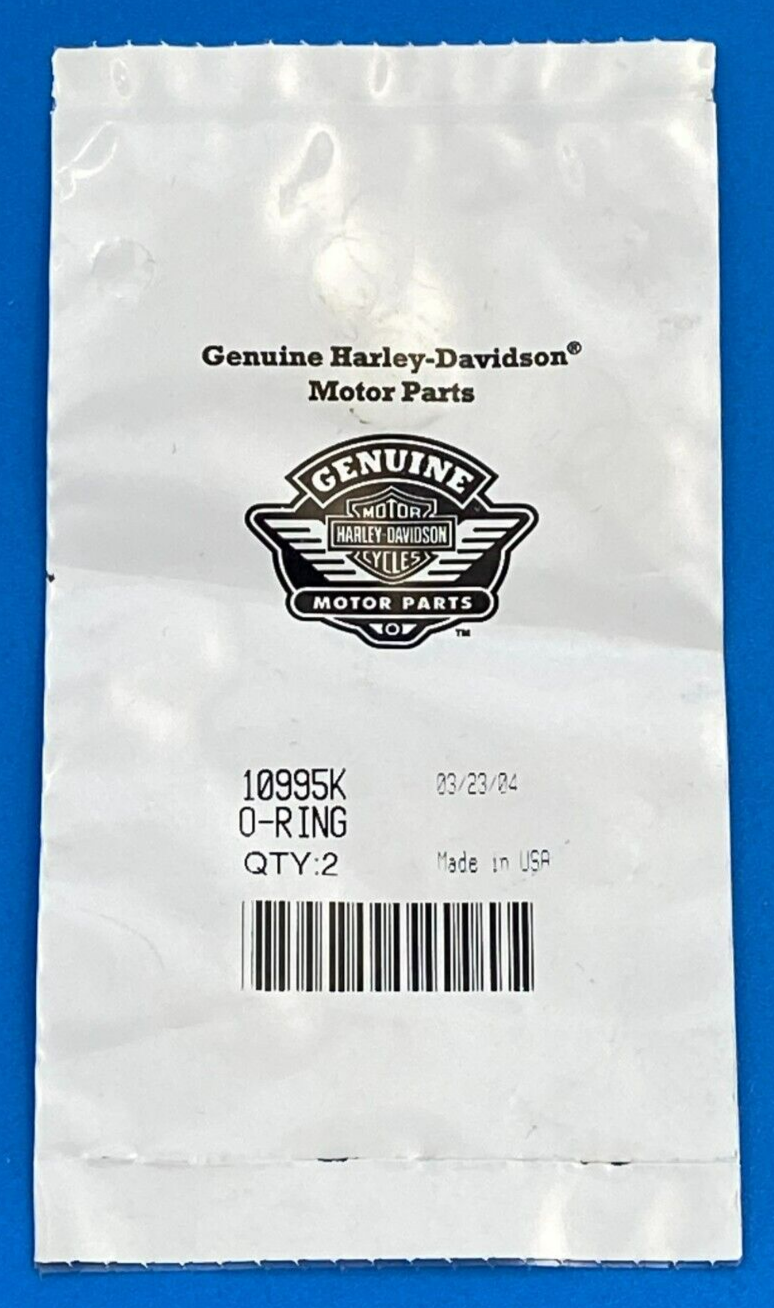 Genuine Harley-Davidson®
Motor Parts
GENUINE
MOTOR
HARLEY-DAVIDSON
CYCLES
MOTOR PARTS
TM
10995K 03/23/04
O-RING
QTY:2 Made in USA